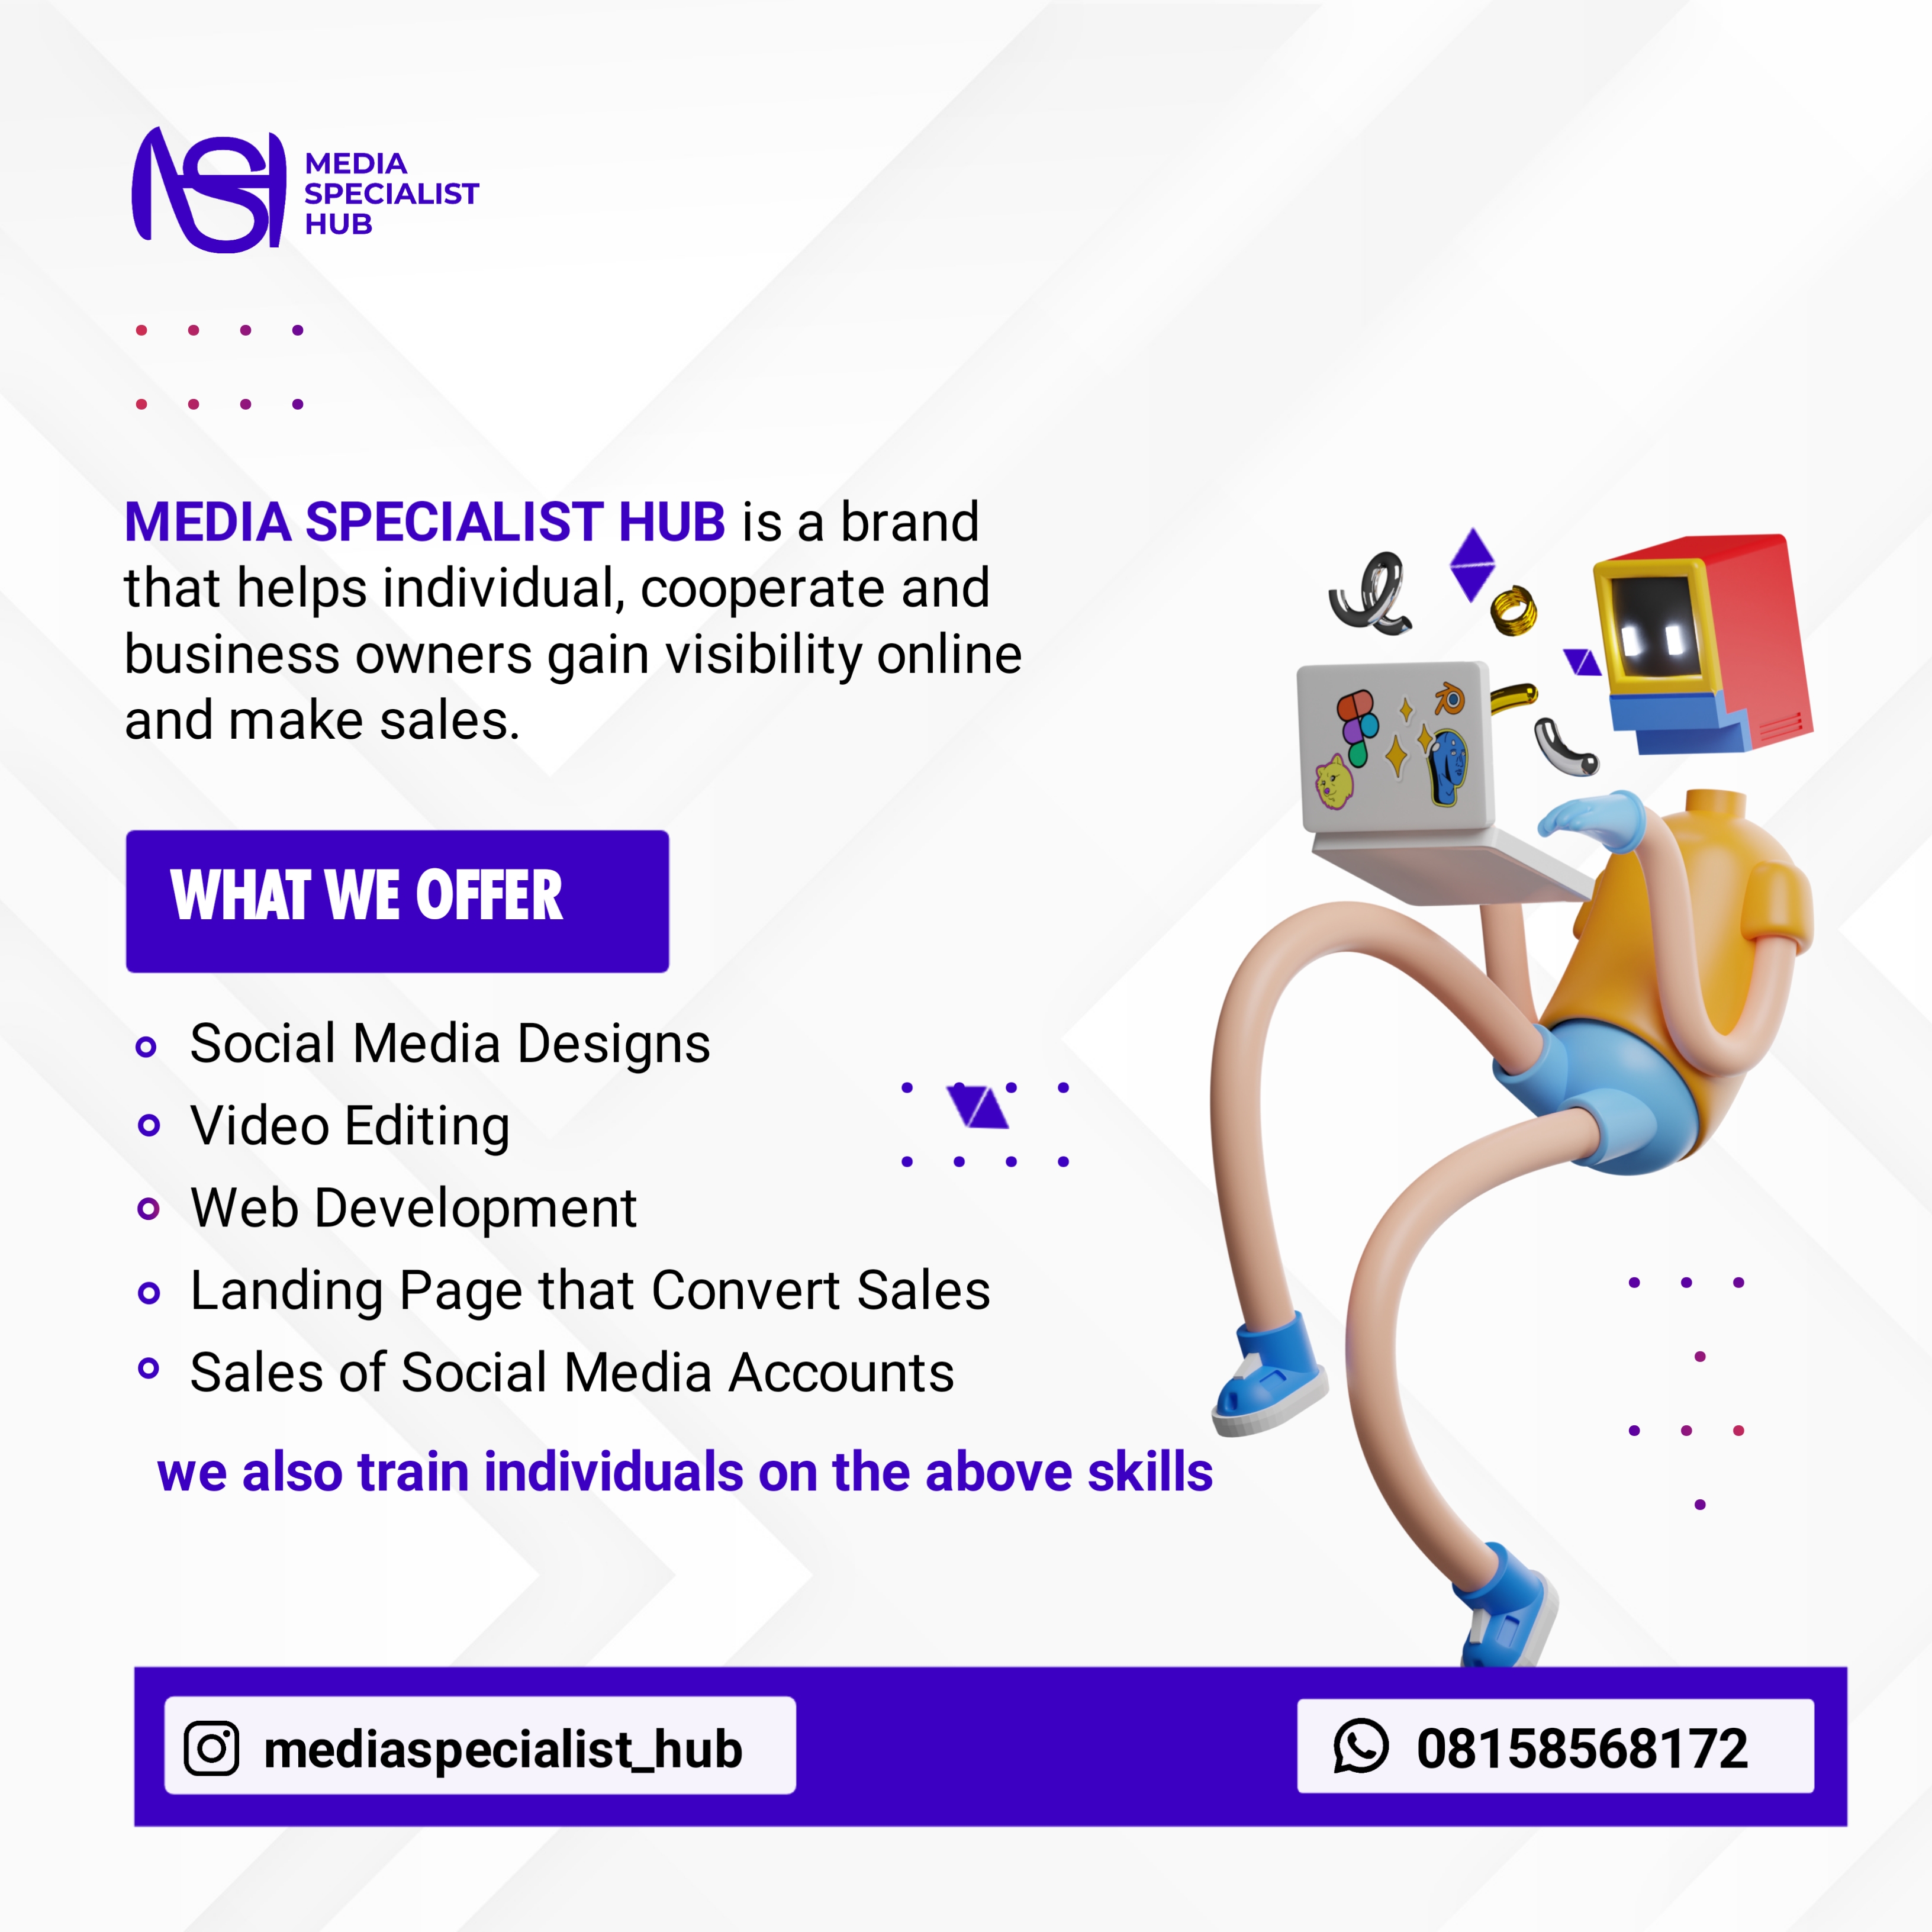 MEDIA
SPECIALIST
HUB
MEDIA SPECIALIST HUB is a brand
that helps individual, cooperate and
business owners gain visibility online
and make sales.
WHAT WE OFFER
Social Media Designs
Video Editing
Web Development
Landing Page that Convert Sales
Sales of Social Media Accounts
we also train individuals on the above skills
mediaspecialist_hub
08158568172